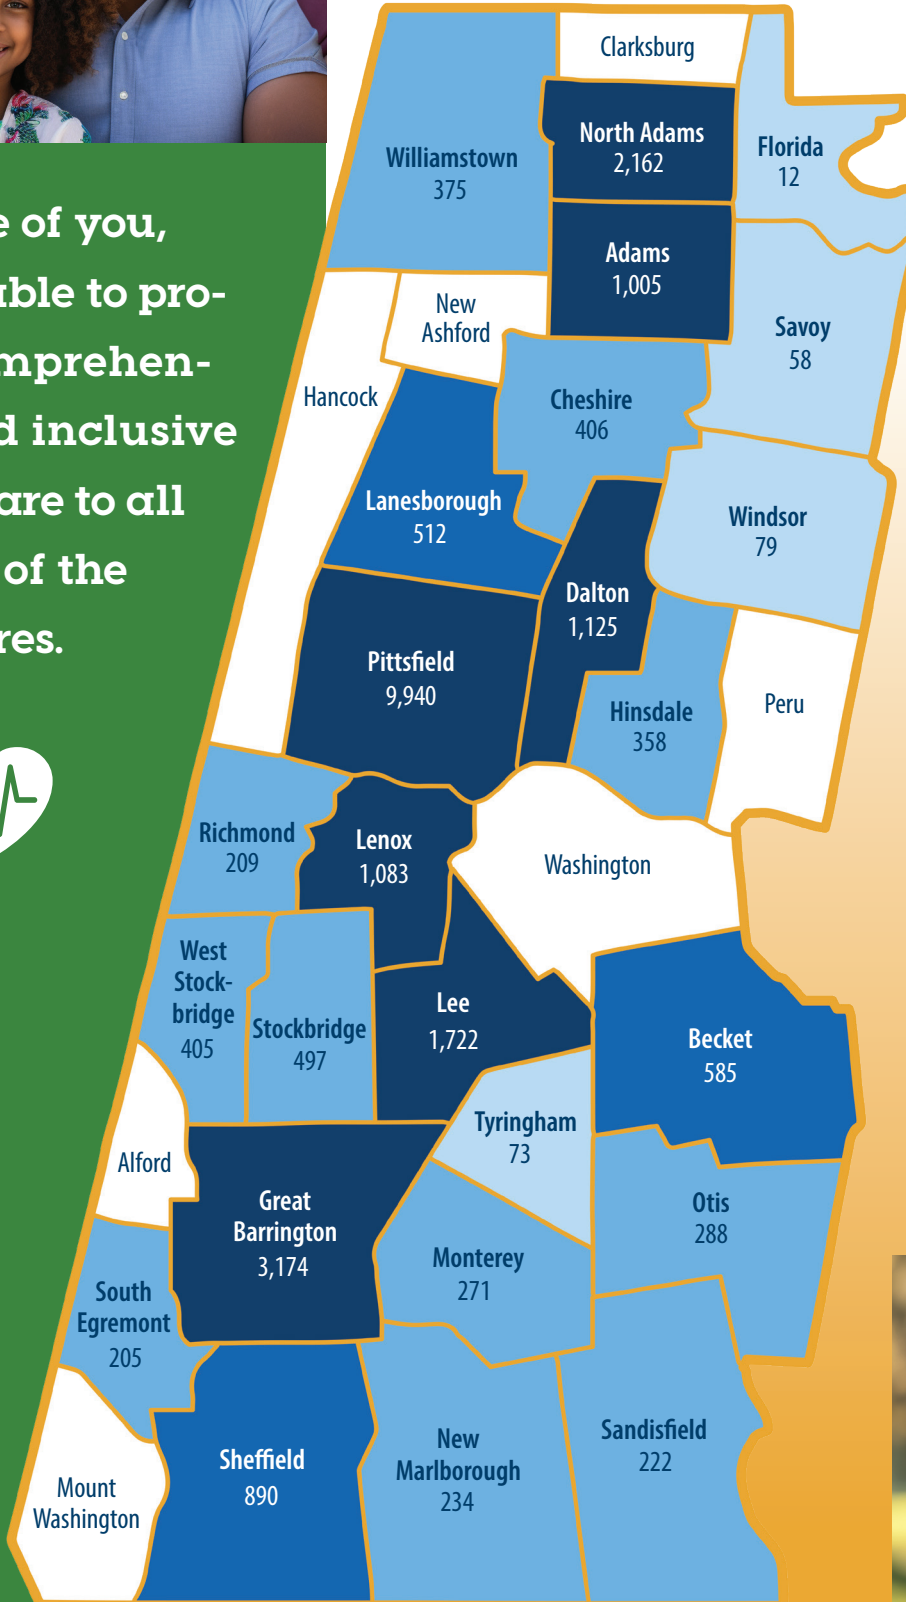 e of you,
able to pro-
mprehen-
d inclusive
are to all
of the
res.
Clarksburg
Williamstown
375
North Adams
2,162
Florida
12
Adams
1,005
New
Ashford
Savoy
58
Hancock
Cheshire
406
Lanesborough
512
Windsor
79
Dalton
1,125
Pittsfield
9,940
Hinsdale
358
Peru
Richmond
209
Lenox
1,083
Washington
West
Stock-
bridge
405
Stockbridge
497
Lee
1,722
Becket
585
Tyringham
73
Alford
Great
Barrington
3,174
Otis
288
Monterey
271
South
Egremont
205
Sheffield
890
New
Marlborough
234
Sandisfield
222
Mount
Washington